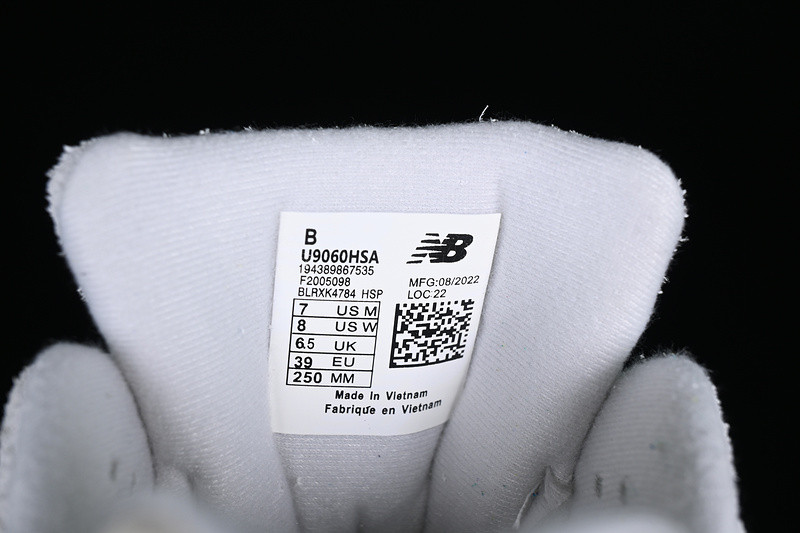 B
U9060HSA
194389867535
F2005098
BLRXK4784 HSP
7 US M
8 US W
6.5 UK
39 EU
250 MM
NB
MFG:08/2022
LOC:22
Made In Vietnam
Fabrique en Vietnam